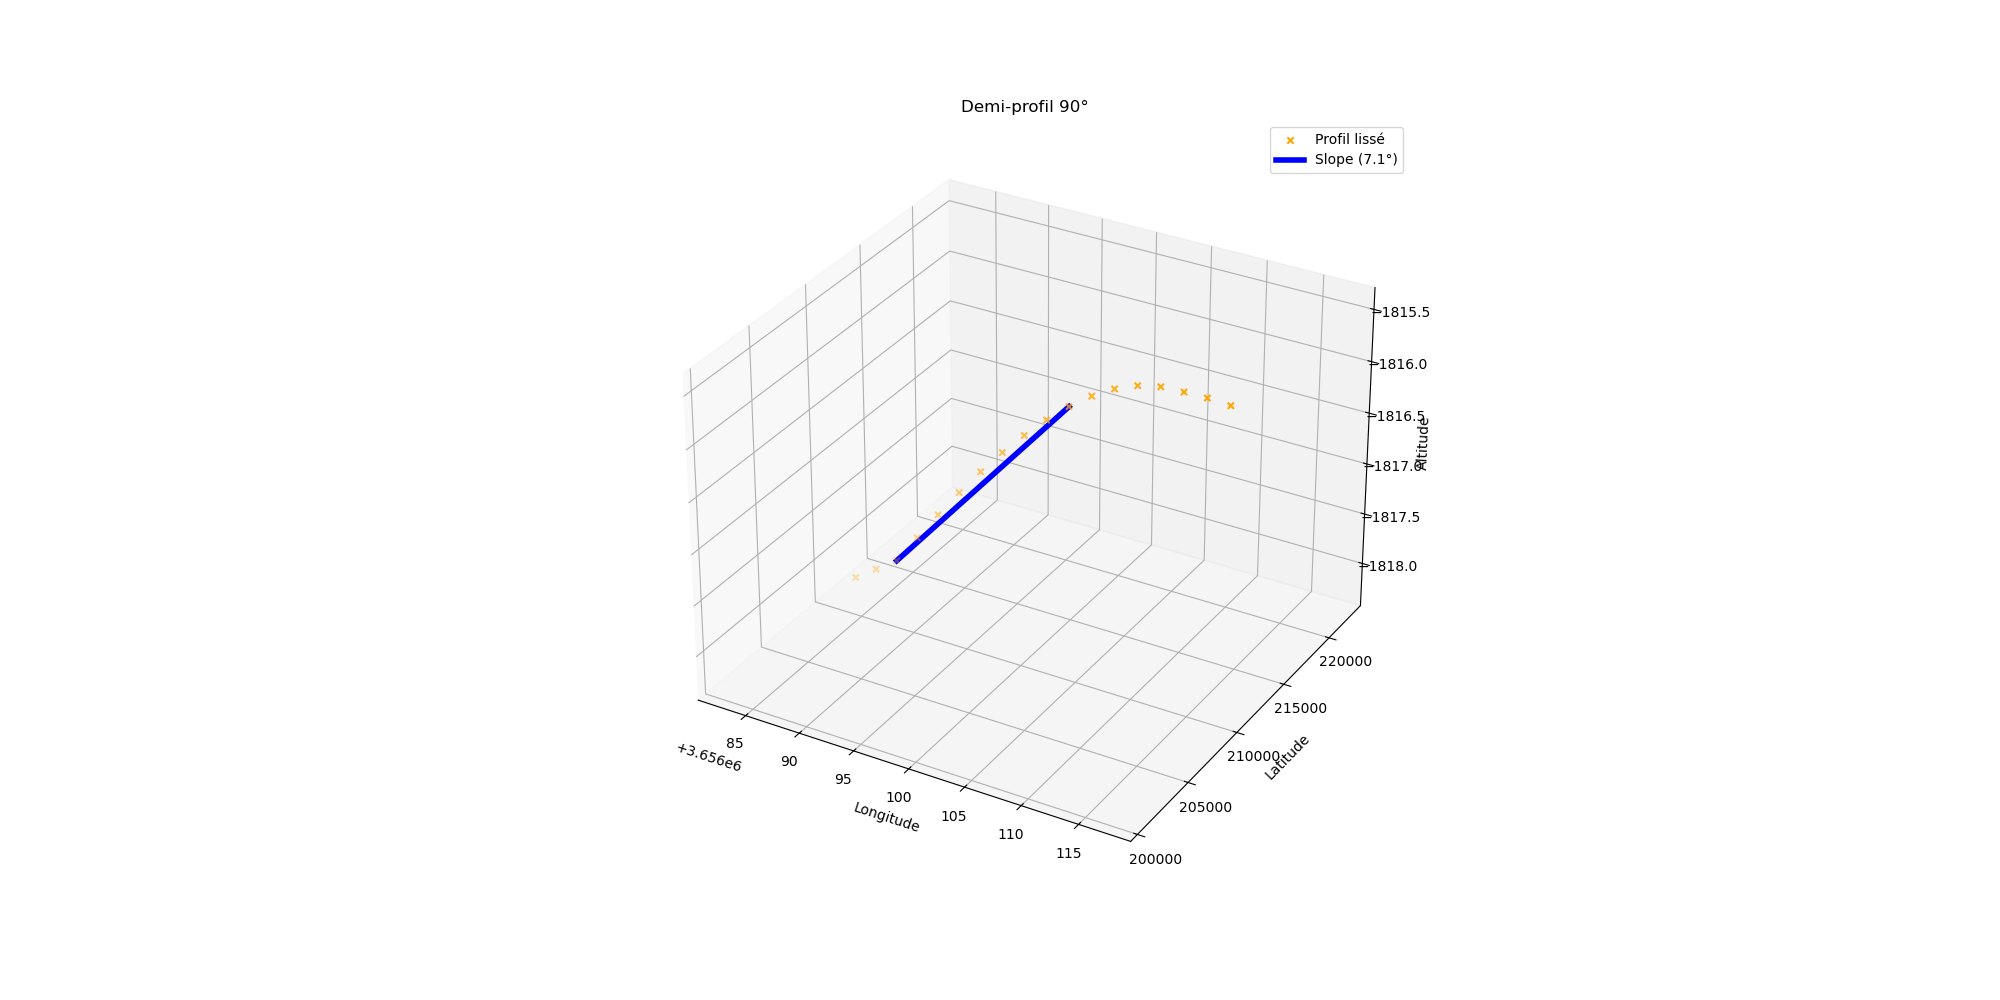 Demi-profil 90°
Profil lissé
Slope (7.1°)
−1815.5
−1816.0
−1816.5
−1817.0
−1817.5
−1818.0
Altitude
220000
215000
210000
205000
200000
Latitude
85
90
95
100
105
110
115
+3.656e6
Longitude